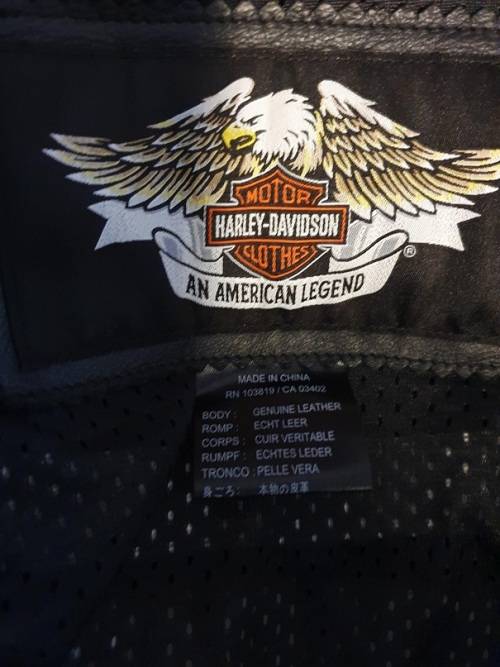 MOTOR
HARLEY-DAVIDSON
CLOTHES
®
AN AMERICAN LEGEND
MADE IN CHINA
RN 103819 / CA 03402
BODY : GENUINE LEATHER
ROMP : ECHT LEER
CORPS : CUIR VERITABLE
RUMPF : ECHTES LEDER
TRONCO : PELLE VERA
身ごろ: 本物の皮革